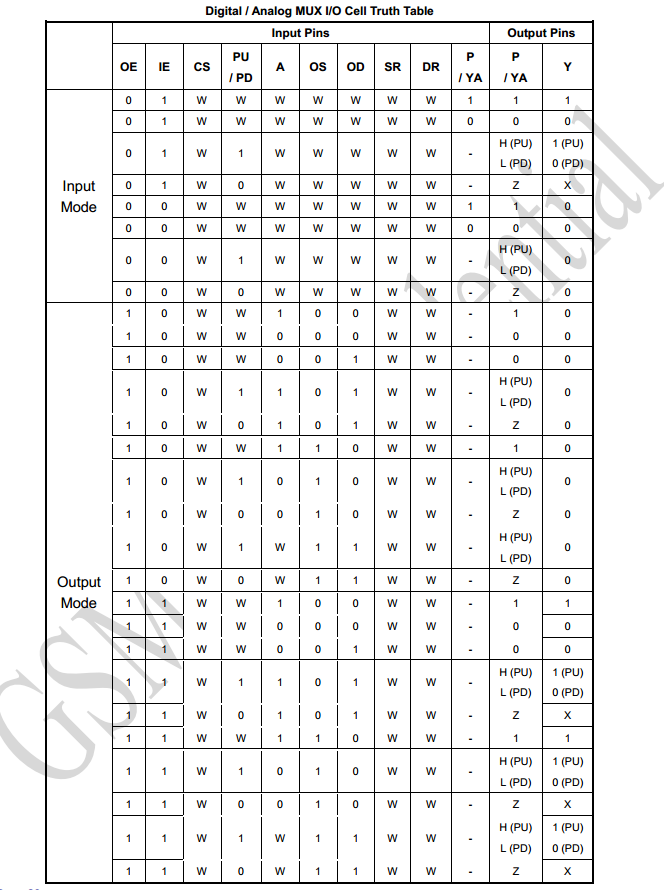 Digital / Analog MUX I/O Cell Truth Table
Input Pins Output Pins
OE IE CS PU / PD A OS OD SR DR P / YA P / YA Y
Input Mode
0 1 W W W W W W W 1 1 1
0 1 W W W W W W W 0 0 0
0 1 W 1 W W W W W - H (PU) L (PD) 1 (PU) 0 (PD)
0 1 W 0 W W W W W - Z X
0 0 W W W W W W W 1 1 0
0 0 W W W W W W W 0 0 0
0 0 W 1 W W W W W - H (PU) L (PD) 0
0 0 W 0 W W W W W - Z 0
Output Mode
1 0 W W 1 0 0 W W - 1 0
1 0 W W 0 0 0 W W - 0 0
1 0 W W 0 0 1 W W - 0 0
1 0 W 1 1 0 1 W W - H (PU) L (PD) 0
1 0 W 0 1 0 1 W W - Z 0
1 0 W W 1 1 0 W W - 1 0
1 0 W 1 0 1 0 W W - H (PU) L (PD) 0
1 0 W 0 0 1 0 W W - Z 0
1 0 W 1 W 1 1 W W - H (PU) L (PD) 0
1 0 W 0 W 1 1 W W - Z 0
1 1 W W 1 0 0 W W - 1 1
1 1 W W 0 0 0 W W - 0 0
1 1 W W 0 0 1 W W - 0 0
1 1 W 1 1 0 1 W W - H (PU) L (PD) 1 (PU) 0 (PD)
1 1 W 0 1 0 1 W W - Z X
1 1 W W 1 1 0 W W - 1 1
1 1 W 1 0 1 0 W W - H (PU) L (PD) 1 (PU) 0 (PD)
1 1 W 0 0 1 0 W W - Z X
1 1 W 1 W 1 1 W W - H (PU) L (PD) 1 (PU) 0 (PD)
1 1 W 0 W 1 1 W W - Z X
GSM
dential